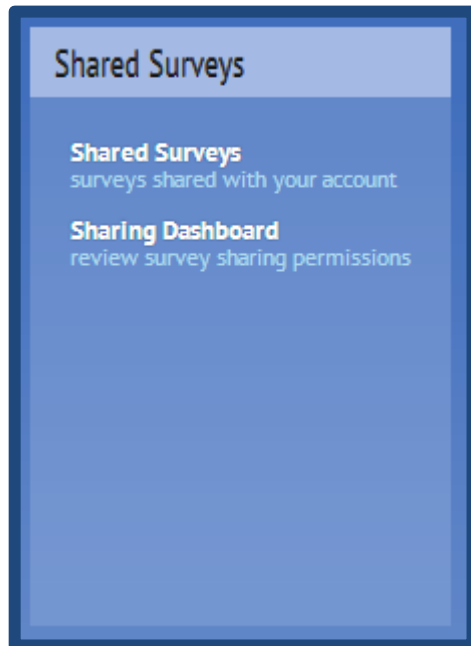 Shared Surveys
Shared Surveys
surveys shared with your account
Sharing Dashboard
review survey sharing permissions